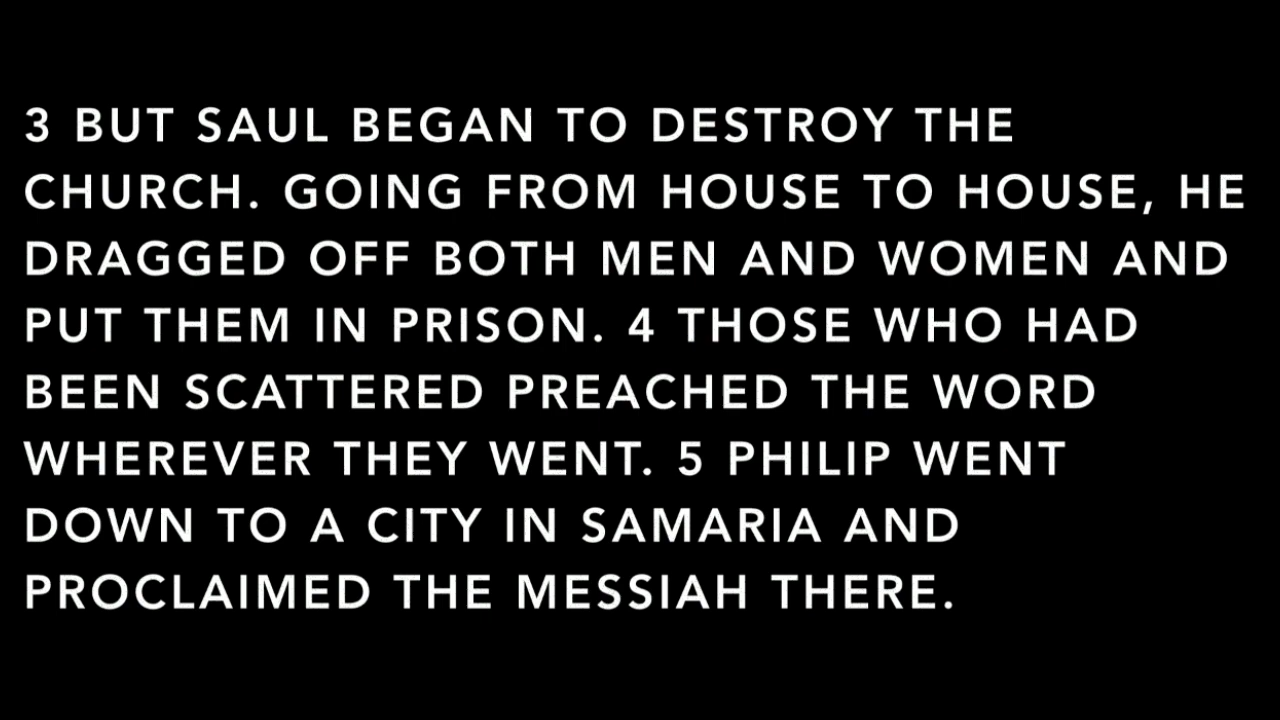 3 BUT SAUL BEGAN TO DESTROY THE
CHURCH. GOING FROM HOUSE TO HOUSE, HE
DRAGGED OFF BOTH MEN AND WOMEN AND
PUT THEM IN PRISON. 4 THOSE WHO HAD
BEEN SCATTERED PREACHED THE WORD
WHEREVER THEY WENT. 5 PHILIP WENT
DOWN TO A CITY IN SAMARIA AND
PROCLAIMED THE MESSIAH THERE.